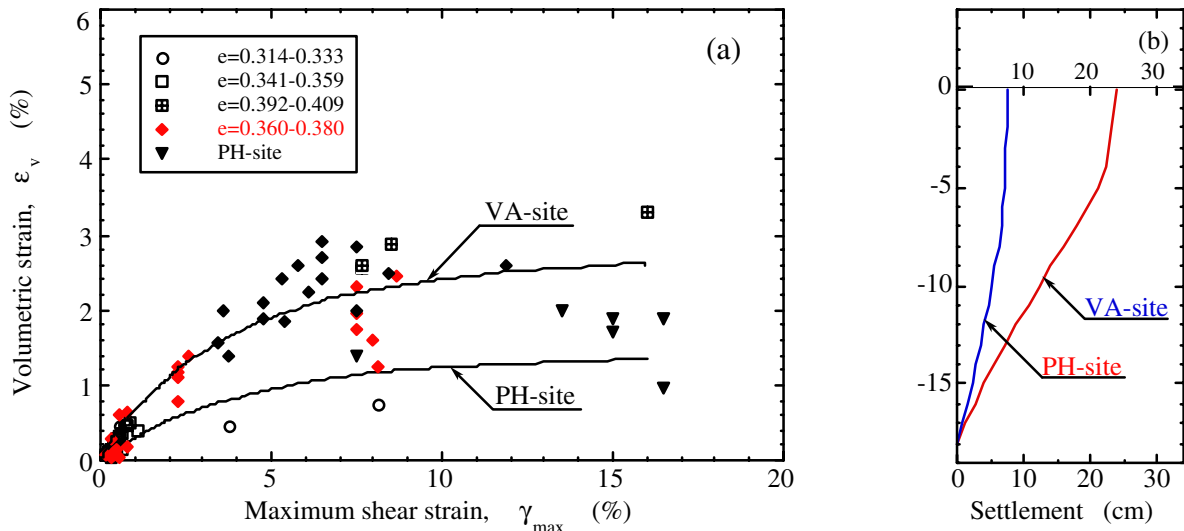 6
5
4
3
2
1
0
Volumetric strain, ε_v (%)
(a)
e=0.314-0.333
e=0.341-0.359
e=0.392-0.409
e=0.360-0.380
PH-site
VA-site
PH-site
0 5 10 15 20
Maximum shear strain, γ_max (%)
(b)
0 10 20 30
0
-5
-10
-15
VA-site
PH-site
0 10 20 30
Settlement (cm)